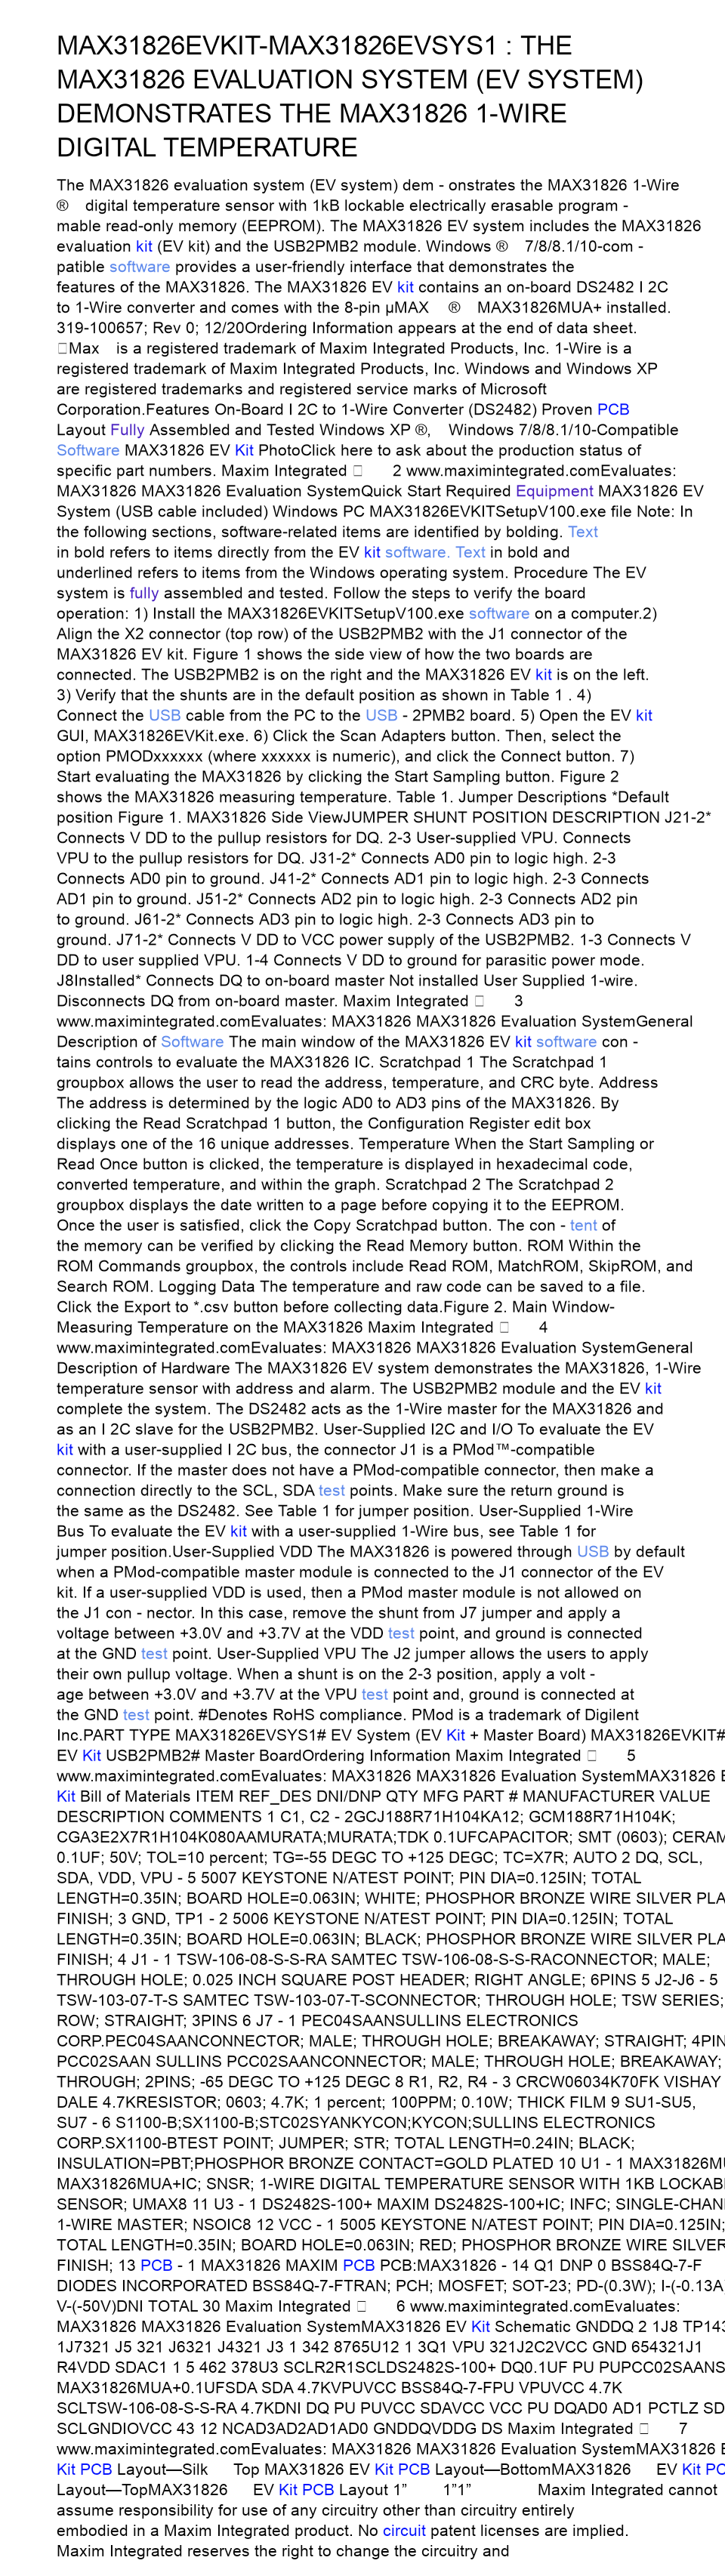 MAX31826EVKIT-MAX31826EVSYS1 : THE
MAX31826 EVALUATION SYSTEM (EV SYSTEM)
DEMONSTRATES THE MAX31826 1-WIRE
DIGITAL TEMPERATURE
The MAX31826 evaluation system (EV system) dem - onstrates the MAX31826 1-Wire
® digital temperature sensor with 1kB lockable electrically erasable program -
mable read-only memory (EEPROM). The MAX31826 EV system includes the MAX31826
evaluation kit (EV kit) and the USB2PMB2 module. Windows ® 7/8/8.1/10-com -
patible software provides a user-friendly interface that demonstrates the
features of the MAX31826. The MAX31826 EV kit contains an on-board DS2482 I 2C
to 1-Wire converter and comes with the 8-pin µMAX ® MAX31826MUA+ installed.
319-100657; Rev 0; 12/20Ordering Information appears at the end of data sheet.
□Max is a registered trademark of Maxim Integrated Products, Inc. 1-Wire is a
registered trademark of Maxim Integrated Products, Inc. Windows and Windows XP
are registered trademarks and registered service marks of Microsoft
Corporation.Features On-Board I 2C to 1-Wire Converter (DS2482) Proven PCB
Layout Fully Assembled and Tested Windows XP ®, Windows 7/8/8.1/10-Compatible
Software MAX31826 EV Kit PhotoClick here to ask about the production status of
specific part numbers. Maxim Integrated □ 2 www.maximintegrated.comEvaluates:
MAX31826 MAX31826 Evaluation SystemQuick Start Required Equipment MAX31826 EV
System (USB cable included) Windows PC MAX31826EVKITSetupV100.exe file Note: In
the following sections, software-related items are identified by bolding. Text
in bold refers to items directly from the EV kit software. Text in bold and
underlined refers to items from the Windows operating system. Procedure The EV
system is fully assembled and tested. Follow the steps to verify the board
operation: 1) Install the MAX31826EVKITSetupV100.exe software on a computer.2)
Align the X2 connector (top row) of the USB2PMB2 with the J1 connector of the
MAX31826 EV kit. Figure 1 shows the side view of how the two boards are
connected. The USB2PMB2 is on the right and the MAX31826 EV kit is on the left.
3) Verify that the shunts are in the default position as shown in Table 1 . 4)
Connect the USB cable from the PC to the USB - 2PMB2 board. 5) Open the EV kit
GUI, MAX31826EVKit.exe. 6) Click the Scan Adapters button. Then, select the
option PMODxxxxxx (where xxxxxx is numeric), and click the Connect button. 7)
Start evaluating the MAX31826 by clicking the Start Sampling button. Figure 2
shows the MAX31826 measuring temperature. Table 1. Jumper Descriptions *Default
position Figure 1. MAX31826 Side ViewJUMPER SHUNT POSITION DESCRIPTION J21-2*
Connects V DD to the pullup resistors for DQ. 2-3 User-supplied VPU. Connects
VPU to the pullup resistors for DQ. J31-2* Connects AD0 pin to logic high. 2-3
Connects AD0 pin to ground. J41-2* Connects AD1 pin to logic high. 2-3 Connects
AD1 pin to ground. J51-2* Connects AD2 pin to logic high. 2-3 Connects AD2 pin
to ground. J61-2* Connects AD3 pin to logic high. 2-3 Connects AD3 pin to
ground. J71-2* Connects V DD to VCC power supply of the USB2PMB2. 1-3 Connects V
DD to user supplied VPU. 1-4 Connects V DD to ground for parasitic power mode.
J8Installed* Connects DQ to on-board master Not installed User Supplied 1-wire.
Disconnects DQ from on-board master. Maxim Integrated □ 3
www.maximintegrated.comEvaluates: MAX31826 MAX31826 Evaluation SystemGeneral
Description of Software The main window of the MAX31826 EV kit software con -
tains controls to evaluate the MAX31826 IC. Scratchpad 1 The Scratchpad 1
groupbox allows the user to read the address, temperature, and CRC byte. Address
The address is determined by the logic AD0 to AD3 pins of the MAX31826. By
clicking the Read Scratchpad 1 button, the Configuration Register edit box
displays one of the 16 unique addresses. Temperature When the Start Sampling or
Read Once button is clicked, the temperature is displayed in hexadecimal code,
converted temperature, and within the graph. Scratchpad 2 The Scratchpad 2
groupbox displays the date written to a page before copying it to the EEPROM.
Once the user is satisfied, click the Copy Scratchpad button. The con - tent of
the memory can be verified by clicking the Read Memory button. ROM Within the
ROM Commands groupbox, the controls include Read ROM, MatchROM, SkipROM, and
Search ROM. Logging Data The temperature and raw code can be saved to a file.
Click the Export to *.csv button before collecting data.Figure 2. Main Window-
Measuring Temperature on the MAX31826 Maxim Integrated □ 4
www.maximintegrated.comEvaluates: MAX31826 MAX31826 Evaluation SystemGeneral
Description of Hardware The MAX31826 EV system demonstrates the MAX31826, 1-Wire
temperature sensor with address and alarm. The USB2PMB2 module and the EV kit
complete the system. The DS2482 acts as the 1-Wire master for the MAX31826 and
as an I 2C slave for the USB2PMB2. User-Supplied I2C and I/O To evaluate the EV
kit with a user-supplied I 2C bus, the connector J1 is a PMod™-compatible
connector. If the master does not have a PMod-compatible connector, then make a
connection directly to the SCL, SDA test points. Make sure the return ground is
the same as the DS2482. See Table 1 for jumper position. User-Supplied 1-Wire
Bus To evaluate the EV kit with a user-supplied 1-Wire bus, see Table 1 for
jumper position.User-Supplied VDD The MAX31826 is powered through USB by default
when a PMod-compatible master module is connected to the J1 connector of the EV
kit. If a user-supplied VDD is used, then a PMod master module is not allowed on
the J1 con - nector. In this case, remove the shunt from J7 jumper and apply a
voltage between +3.0V and +3.7V at the VDD test point, and ground is connected
at the GND test point. User-Supplied VPU The J2 jumper allows the users to apply
their own pullup voltage. When a shunt is on the 2-3 position, apply a volt -
age between +3.0V and +3.7V at the VPU test point and, ground is connected at
the GND test point. #Denotes RoHS compliance. PMod is a trademark of Digilent
Inc.PART TYPE MAX31826EVSYS1# EV System (EV Kit + Master Board) MAX31826EVKIT#
EV Kit USB2PMB2# Master BoardOrdering Information Maxim Integrated □ 5
www.maximintegrated.comEvaluates: MAX31826 MAX31826 Evaluation SystemMAX31826 E
Kit Bill of Materials ITEM REF_DES DNI/DNP QTY MFG PART # MANUFACTURER VALUE
DESCRIPTION COMMENTS 1 C1, C2 - 2GCJ188R71H104KA12; GCM188R71H104K;
CGA3E2X7R1H104K080AAMURATA;MURATA;TDK 0.1UFCAPACITOR; SMT (0603); CERAM
0.1UF; 50V; TOL=10 percent; TG=-55 DEGC TO +125 DEGC; TC=X7R; AUTO 2 DQ, SCL,
SDA, VDD, VPU - 5 5007 KEYSTONE N/ATEST POINT; PIN DIA=0.125IN; TOTAL
LENGTH=0.35IN; BOARD HOLE=0.063IN; WHITE; PHOSPHOR BRONZE WIRE SILVER PLA
FINISH; 3 GND, TP1 - 2 5006 KEYSTONE N/ATEST POINT; PIN DIA=0.125IN; TOTAL
LENGTH=0.35IN; BOARD HOLE=0.063IN; BLACK; PHOSPHOR BRONZE WIRE SILVER PLA
FINISH; 4 J1 - 1 TSW-106-08-S-S-RA SAMTEC TSW-106-08-S-S-RACONNECTOR; MALE;
THROUGH HOLE; 0.025 INCH SQUARE POST HEADER; RIGHT ANGLE; 6PINS 5 J2-J6 - 5
TSW-103-07-T-S SAMTEC TSW-103-07-T-SCONNECTOR; THROUGH HOLE; TSW SERIES;
ROW; STRAIGHT; 3PINS 6 J7 - 1 PEC04SAANSULLINS ELECTRONICS
CORP.PEC04SAANCONNECTOR; MALE; THROUGH HOLE; BREAKAWAY; STRAIGHT; 4PIN
PCC02SAAN SULLINS PCC02SAANCONNECTOR; MALE; THROUGH HOLE; BREAKAWAY;
THROUGH; 2PINS; -65 DEGC TO +125 DEGC 8 R1, R2, R4 - 3 CRCW06034K70FK VISHAY
DALE 4.7KRESISTOR; 0603; 4.7K; 1 percent; 100PPM; 0.10W; THICK FILM 9 SU1-SU5,
SU7 - 6 S1100-B;SX1100-B;STC02SYANKYCON;KYCON;SULLINS ELECTRONICS
CORP.SX1100-BTEST POINT; JUMPER; STR; TOTAL LENGTH=0.24IN; BLACK;
INSULATION=PBT;PHOSPHOR BRONZE CONTACT=GOLD PLATED 10 U1 - 1 MAX31826MU
MAX31826MUA+IC; SNSR; 1-WIRE DIGITAL TEMPERATURE SENSOR WITH 1KB LOCKAB
SENSOR; UMAX8 11 U3 - 1 DS2482S-100+ MAXIM DS2482S-100+IC; INFC; SINGLE-CHAN
1-WIRE MASTER; NSOIC8 12 VCC - 1 5005 KEYSTONE N/ATEST POINT; PIN DIA=0.125IN;
TOTAL LENGTH=0.35IN; BOARD HOLE=0.063IN; RED; PHOSPHOR BRONZE WIRE SILVER
FINISH; 13 PCB - 1 MAX31826 MAXIM PCB PCB:MAX31826 - 14 Q1 DNP 0 BSS84Q-7-F
DIODES INCORPORATED BSS84Q-7-FTRAN; PCH; MOSFET; SOT-23; PD-(0.3W); I-(-0.13A)
V-(-50V)DNI TOTAL 30 Maxim Integrated □ 6 www.maximintegrated.comEvaluates:
MAX31826 MAX31826 Evaluation SystemMAX31826 EV Kit Schematic GNDDQ 2 1J8 TP143
1J7321 J5 321 J6321 J4321 J3 1 342 8765U12 1 3Q1 VPU 321J2C2VCC GND 654321J1
R4VDD SDAC1 1 5 462 378U3 SCLR2R1SCLDS2482S-100+ DQ0.1UF PU PUPCC02SAANS
MAX31826MUA+0.1UFSDA SDA 4.7KVPUVCC BSS84Q-7-FPU VPUVCC 4.7K
SCLTSW-106-08-S-S-RA 4.7KDNI DQ PU PUVCC SDAVCC VCC PU DQAD0 AD1 PCTLZ SD
SCLGNDIOVCC 43 12 NCAD3AD2AD1AD0 GNDDQVDDG DS Maxim Integrated □ 7
www.maximintegrated.comEvaluates: MAX31826 MAX31826 Evaluation SystemMAX31826 E
Kit PCB Layout—Silk Top MAX31826 EV Kit PCB Layout—BottomMAX31826 EV Kit PC
Layout—TopMAX31826 EV Kit PCB Layout 1” 1”1” Maxim Integrated cannot
assume responsibility for use of any circuitry other than circuitry entirely
embodied in a Maxim Integrated product. No circuit patent licenses are implied.
Maxim Integrated reserves the right to change the circuitry and